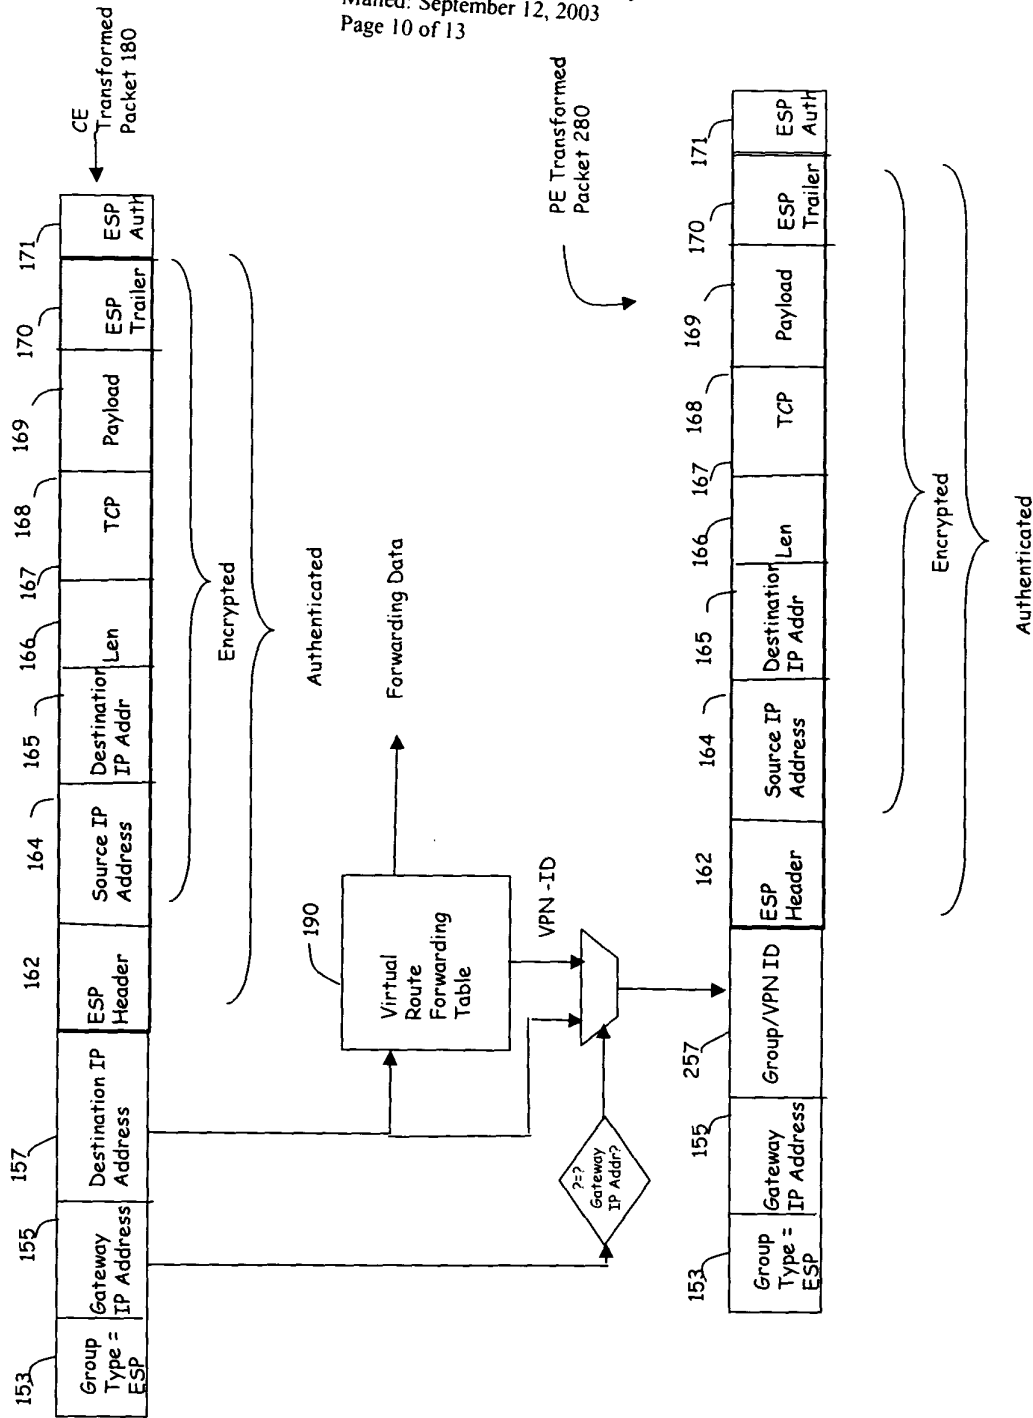 Mailed: September 12, 2003
Page 10 of 13
CE
Transformed
Packet 180
153
155
157
162
164
165
166
167
168
169
170
171
Group
Type =
ESP
Gateway
IP Address
Destination IP
Address
ESP
Header
Source IP
Address
Destination
IP Addr
Len
TCP
Payload
ESP
Trailer
ESP
Auth
Encrypted
Authenticated
190
Virtual
Route
Forwarding
Table
Forwarding Data
VPN -ID
?=?
Gateway
IP Addr?
PE Transformed
Packet 280
153
155
257
162
164
165
166
167
168
169
170
171
Group
Type =
ESP
Gateway
IP Address
Group/VPN ID
ESP
Header
Source IP
Address
Destination
IP Addr
Len
TCP
Payload
ESP
Trailer
ESP
Auth
Encrypted
Authenticated